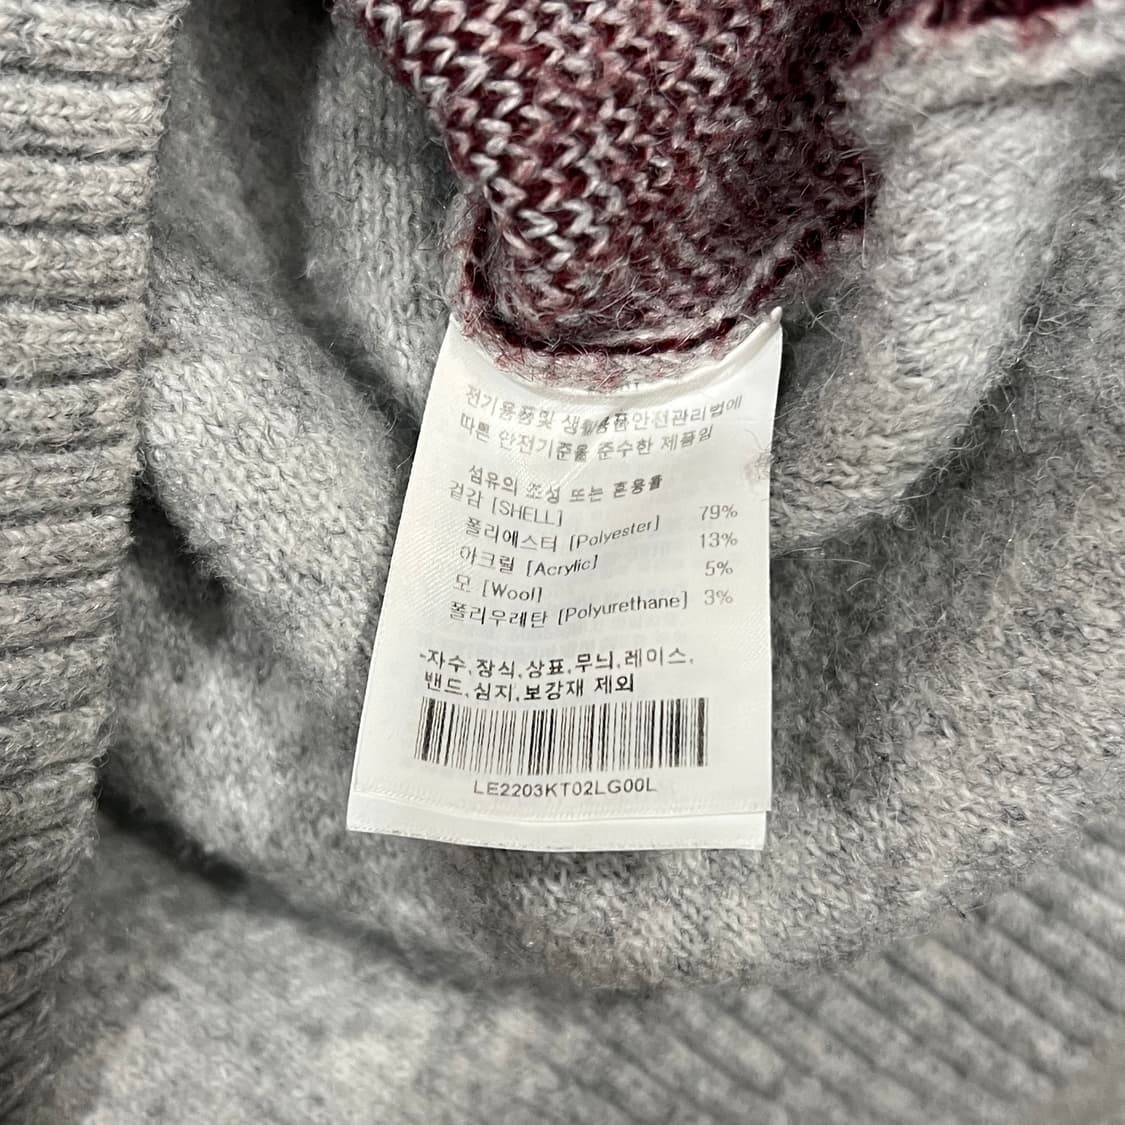 전기용품및 생활용품안전관리법에
따른 안전기준을 준수한 제품임
섬유의 조성 또는 혼용률
겉감 [SHELL]
폴리에스터 [Polyester] 79%
아크릴 [Acrylic] 13%
모 [Wool] 5%
폴리우레탄 [Polyurethane] 3%
-자수,장식,상표,무늬,레이스,
밴드,심지,보강재 제외
LE2203KT02LG00L